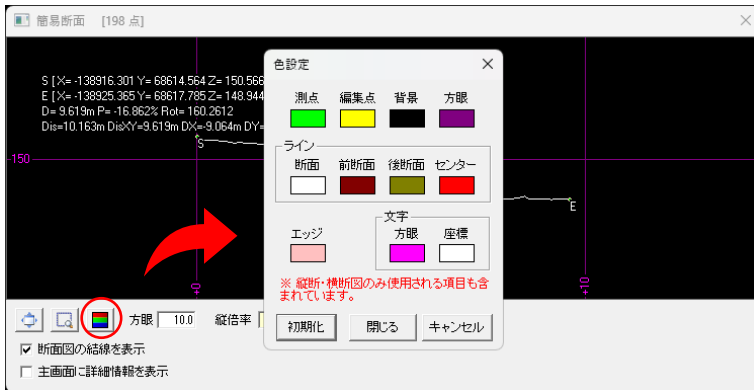 簡易断面 [198 点]
S [ X= -138916.301 Y= 68614.564 Z= 150.566
E [ X= -138925.365 Y= 68617.785 Z= 148.944
D= 9.619m P= -16.862% Rot= 160.2612
Dis=10.163m DisXY=9.619m DX=-9.064m DY=
S
150
E
+0
+10
色設定
測点 編集点 背景 方眼
ライン
断面 前断面 後断面 センター
文字
エッジ 方眼 座標
※ 縦断・横断図のみ使用される項目も含
まれています。
初期化 閉じる キャンセル
方眼 10.0 縦倍率
断面図の結線を表示
主画面に詳細情報を表示